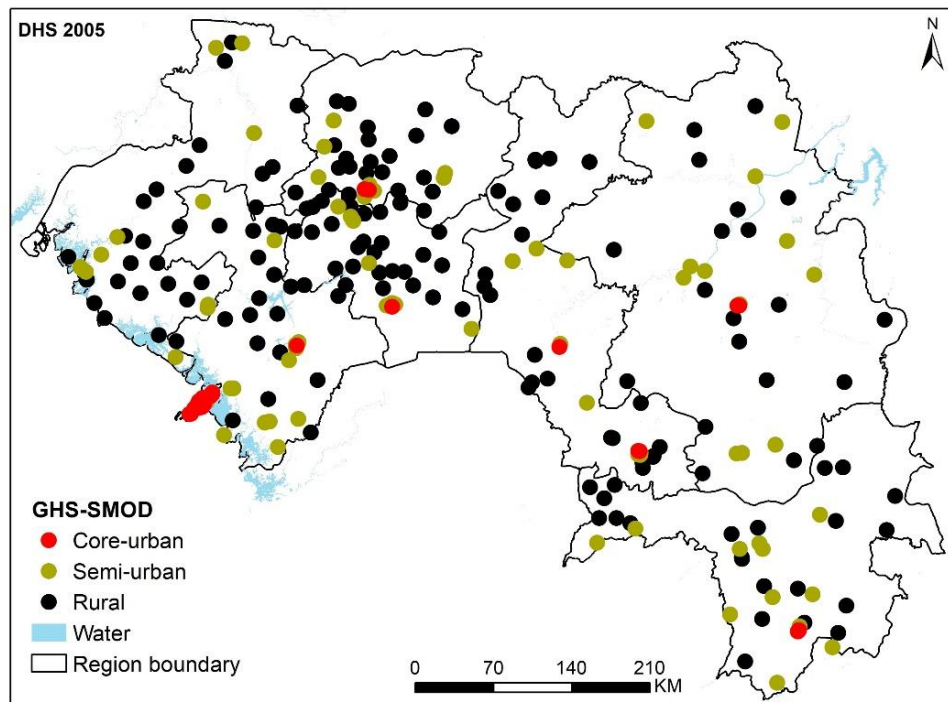 DHS 2005
N
GHS-SMOD
Core-urban
Semi-urban
Rural
Water
Region boundary
0 70 140 210
KM